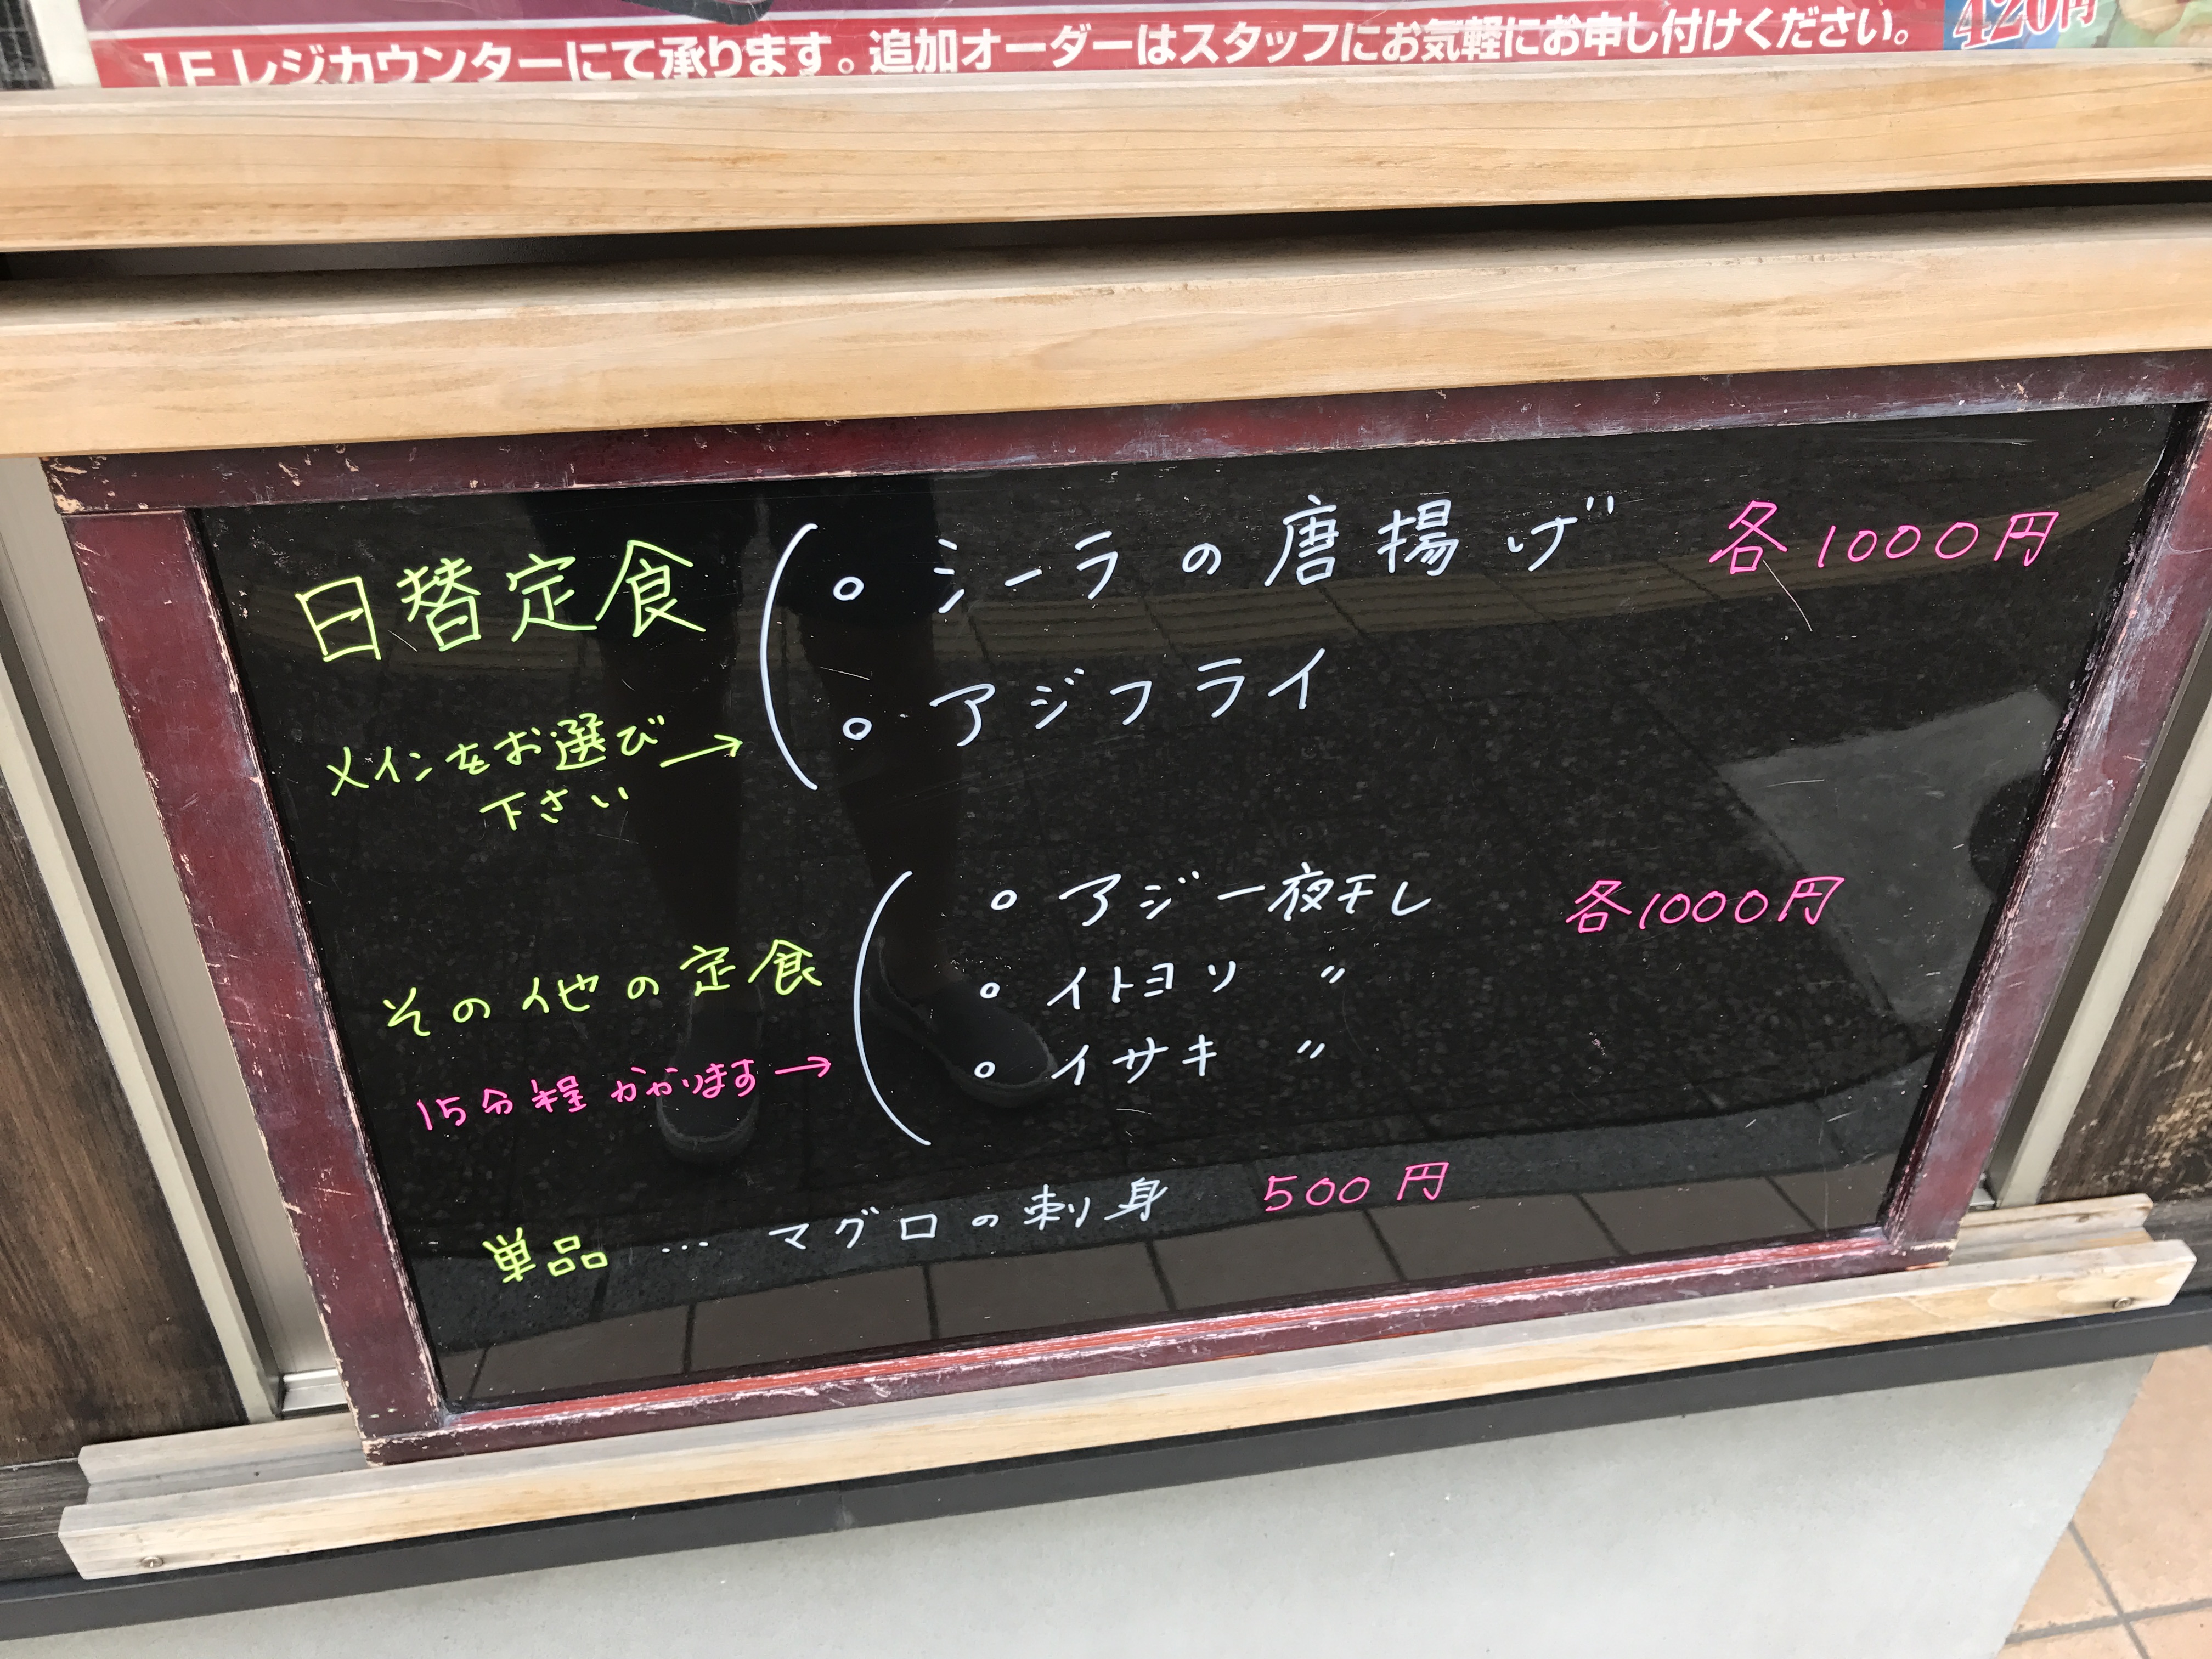 1F レジカウンターにて承ります。追加オーダーはスタッフにお気軽にお申し付けください。
420円
日替定食
メインをお選び
下さい →
。シーラの唐揚げ 各1000円
。アジフライ
その他の定食
15分程かかります →
。アジ一夜干し 各1000円
。イトヨリ 〃
。イサキ 〃
単品 … マグロの刺身 500円